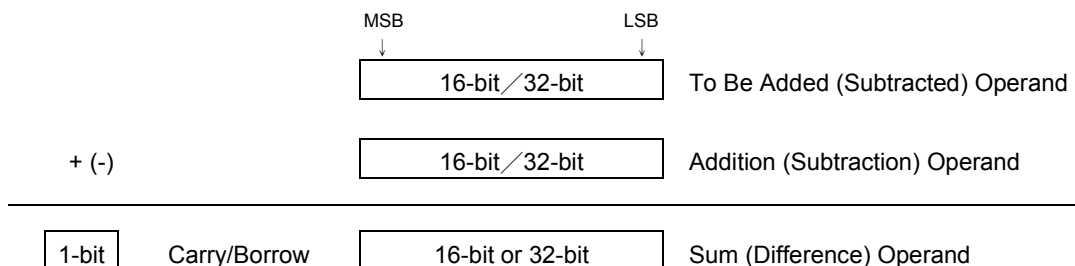 MSB LSB
↓ ↓
16-bit／32-bit To Be Added (Subtracted) Operand
+ (-) 16-bit／32-bit Addition (Subtraction) Operand
1-bit Carry/Borrow 16-bit or 32-bit Sum (Difference) Operand